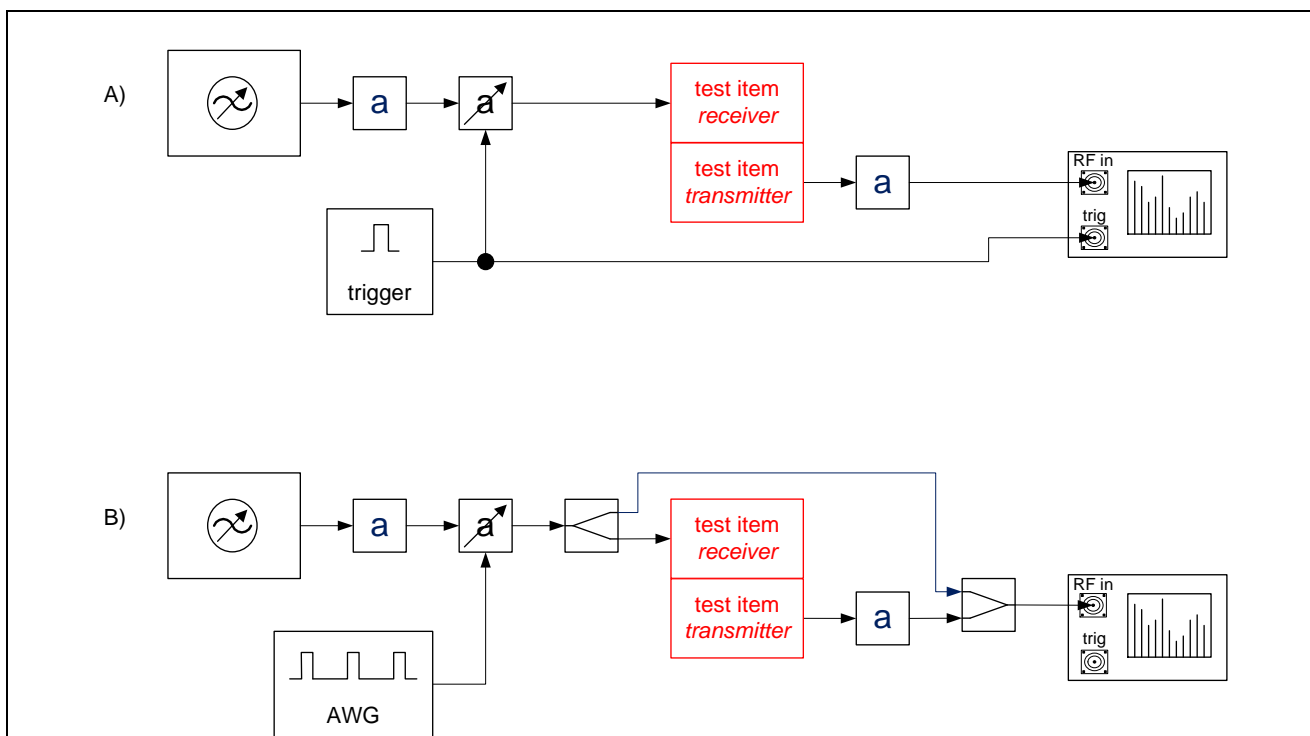 A)
a
a
test item
receiver
test item
transmitter
a
RF in
trig
trigger
B)
a
a
test item
receiver
test item
transmitter
a
RF in
trig
AWG